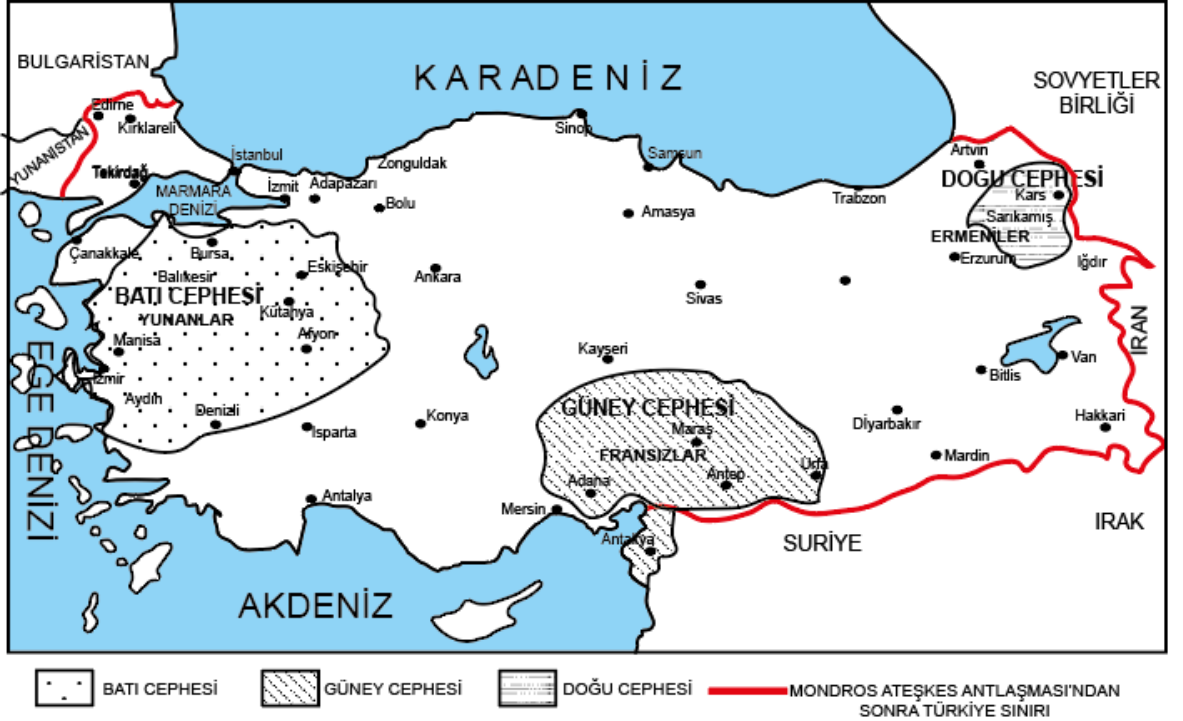 BULGARİSTAN
KARADENİZ
SOVYETLER
BİRLİĞİ
Edirne
Kırklareli
YUNANİSTAN
Tekirdağ
İstanbul
MARMARA
DENİZİ
İzmit
Adapazarı
Zonguldak
Bolu
Sinop
Samsun
Amasya
Trabzon
Artvin
DOĞU CEPHESİ
Kars
Sarıkamış
ERMENİLER
Erzurum
Iğdır
Çanakkale
Bursa
Balıkesir
Eskişehir
BATI CEPHESİ
YUNANLAR
Kütahya
Manisa
Afyon
İzmir
Aydın
Denizli
Ankara
Sivas
Kayseri
Konya
Isparta
Antalya
GÜNEY CEPHESİ
Maraş
FRANSIZLAR
Adana
Antep
Urfa
Mersin
Antakya
Van
Bitlis
Diyarbakır
Hakkari
Mardin
İRAN
IRAK
SURİYE
EGE DENİZİ
AKDENİZ
BATI CEPHESİ
GÜNEY CEPHESİ
DOĞU CEPHESİ
MONDROS ATEŞKES ANTLAŞMASI'NDAN
SONRA TÜRKİYE SINIRI